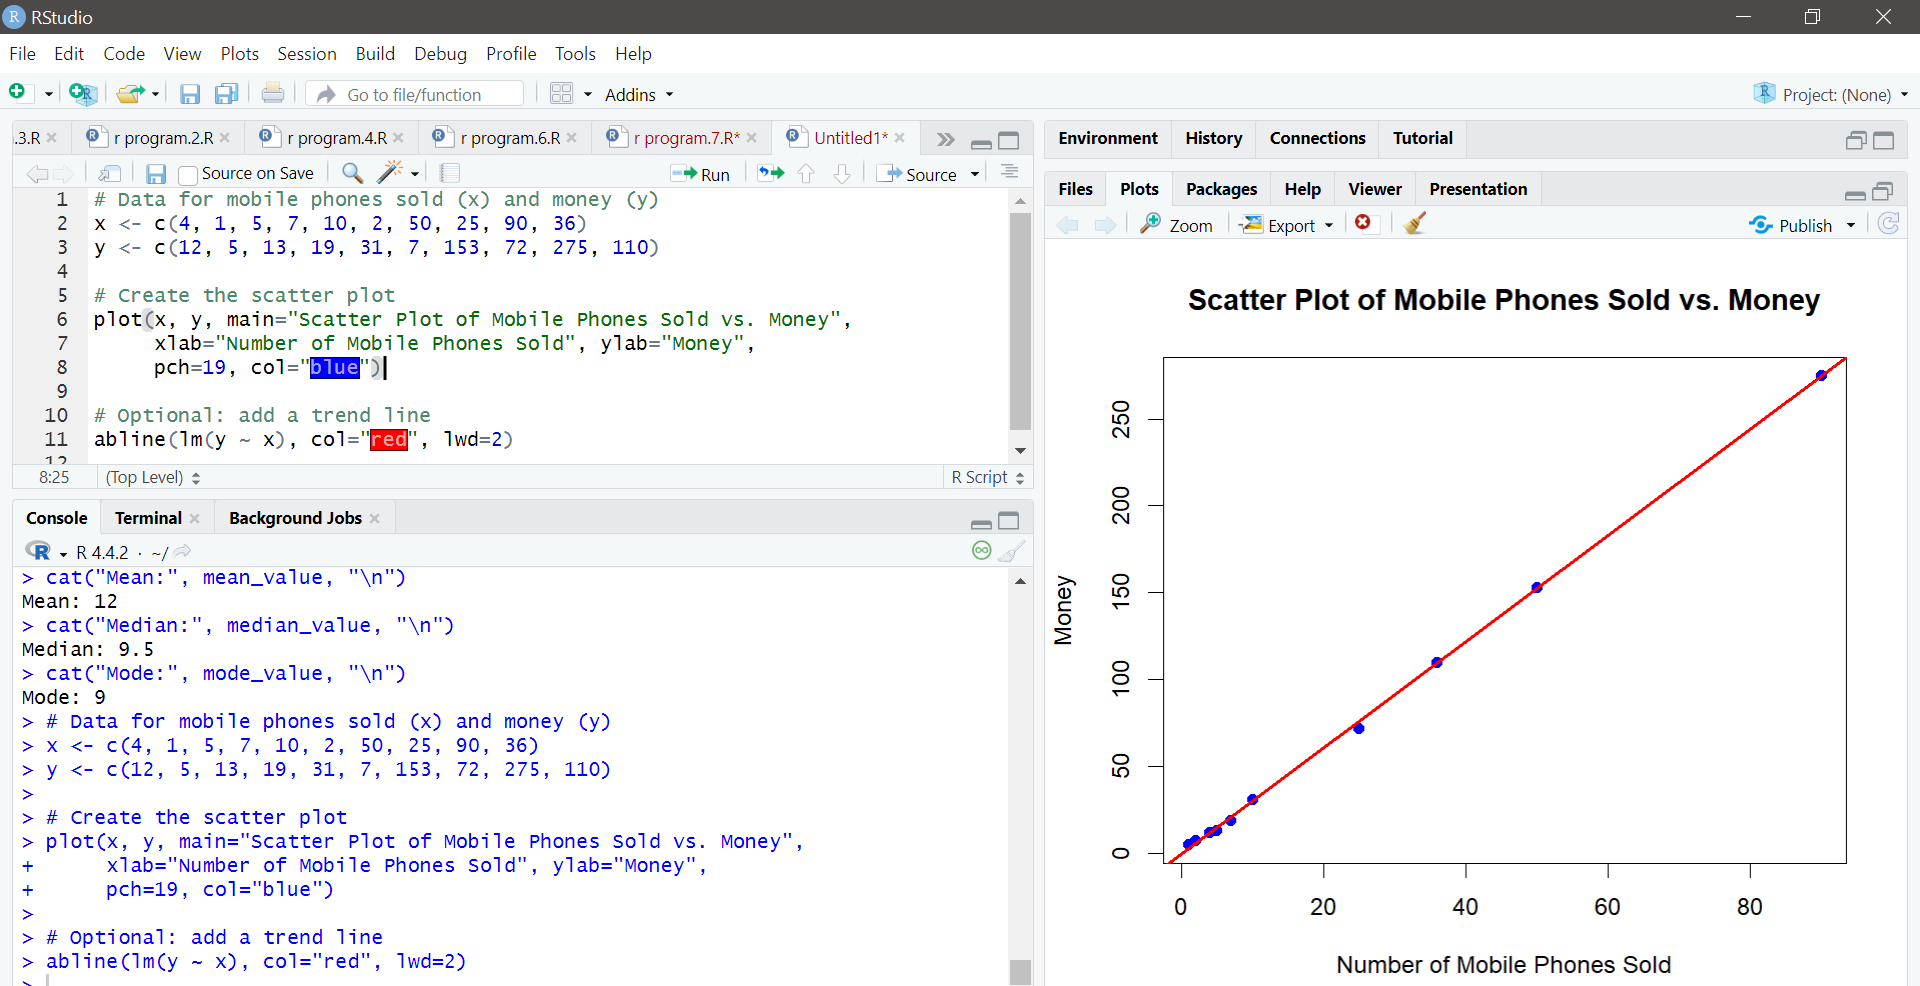 RStudio
File Edit Code View Plots Session Build Debug Profile Tools Help
Go to file/function
Addins
Project: (None)
.3.R
r program.2.R
r program.4.R
r program.6.R
r program.7.R*
Untitled1*
Source on Save
Run
Source
1 # Data for mobile phones sold (x) and money (y)
2 x <- c(4, 1, 5, 7, 10, 2, 50, 25, 90, 36)
3 y <- c(12, 5, 13, 19, 31, 7, 153, 72, 275, 110)
4
5 # Create the scatter plot
6 plot(x, y, main="Scatter Plot of Mobile Phones Sold vs. Money",
7      xlab="Number of Mobile Phones Sold", ylab="Money",
8      pch=19, col="blue")
9
10 # Optional: add a trend line
11 abline(lm(y ~ x), col="red", lwd=2)
12
8:25 (Top Level) R Script
Console Terminal Background Jobs
R 4.4.2 · ~/
> cat("Mean:", mean_value, "\n")
Mean: 12
> cat("Median:", median_value, "\n")
Median: 9.5
> cat("Mode:", mode_value, "\n")
Mode: 9
> # Data for mobile phones sold (x) and money (y)
> x <- c(4, 1, 5, 7, 10, 2, 50, 25, 90, 36)
> y <- c(12, 5, 13, 19, 31, 7, 153, 72, 275, 110)
>
> # Create the scatter plot
> plot(x, y, main="Scatter Plot of Mobile Phones Sold vs. Money",
+      xlab="Number of Mobile Phones Sold", ylab="Money",
+      pch=19, col="blue")
>
> # Optional: add a trend line
> abline(lm(y ~ x), col="red", lwd=2)
>
Environment History Connections Tutorial
Files Plots Packages Help Viewer Presentation
Zoom Export Publish
Scatter Plot of Mobile Phones Sold vs. Money
Money
250
200
150
100
50
0
0 20 40 60 80
Number of Mobile Phones Sold